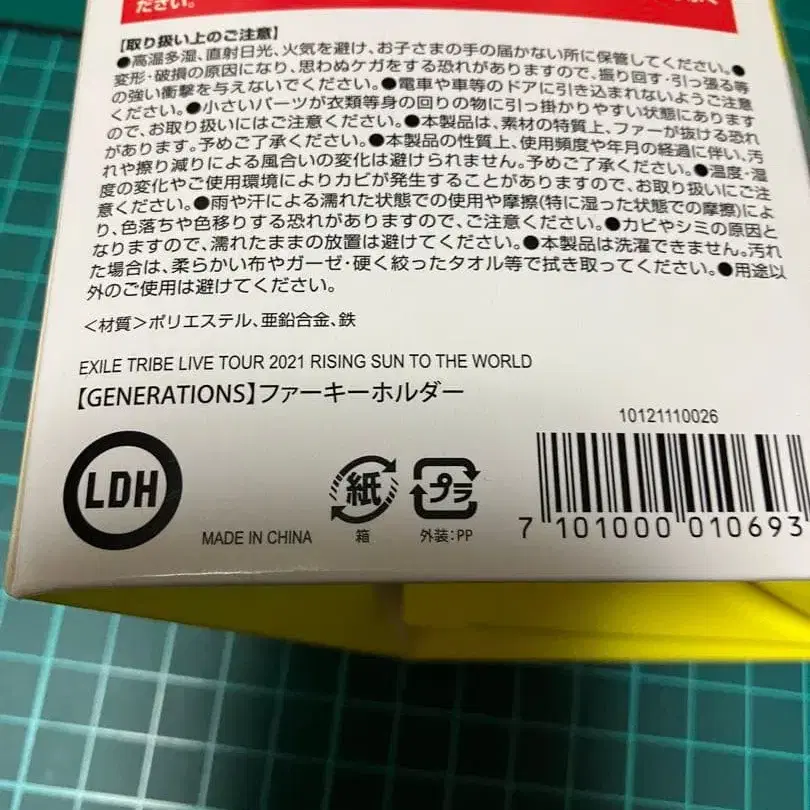 ださい。
【取り扱い上のご注意】
●高温多湿、直射日光、火気を避け、お子さまの手の届かない所に保管してください。●
変形・破損の原因になり、思わぬケガをする恐れがありますので、振り回す・引っ張る等
の強い衝撃を与えないでください。●電車や車等のドアに引き込まれないようご注意
ください。●小さいパーツが衣類等身の回りの物に引っ掛かりやすい状態にあります
ので、お取り扱いにはご注意ください。●本製品は、素材の特質上、ファーが抜ける恐れ
があります。予めご了承ください。●本製品の性質上、使用頻度や年月の経過に伴い、汚
れや擦り減りによる風合いの変化は避けられません。予めご了承ください。●温度・湿
度の変化やご使用環境によりカビが発生することがありますので、お取り扱いにご注
意ください。●雨や汗による濡れた状態での使用や摩擦(特に湿った状態での摩擦)によ
り、色落ちや色移りする恐れがありますので、ご注意ください。●カビやシミの原因と
なりますので、濡れたままの放置は避けてください。●本製品は洗濯できません。汚れ
た場合は、柔らかい布やガーゼ・硬く絞ったタオル等で拭き取ってください。●用途以
外のご使用は避けてください。
＜材質＞ポリエステル、亜鉛合金、鉄
EXILE TRIBE LIVE TOUR 2021 RISING SUN TO THE WORLD
【GENERATIONS】ファーキーホルダー
10121110026
LDH
MADE IN CHINA
紙
箱
プラ
外装:PP
7 101000 010693